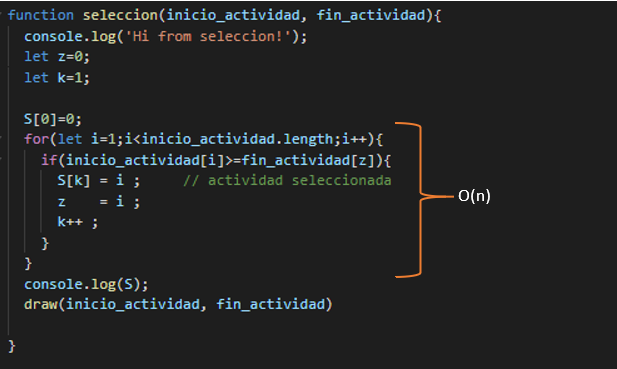 function seleccion(inicio_actividad, fin_actividad){
console.log('Hi from seleccion!');
let z=0;
let k=1;
S[0]=0;
for(let i=1;i<inicio_actividad.length;i++){
if(inicio_actividad[i]>=fin_actividad[z]){
S[k] = i ;     // actividad seleccionada
z    = i ;
k++ ;
}
}
O(n)
console.log(S);
draw(inicio_actividad, fin_actividad)
}